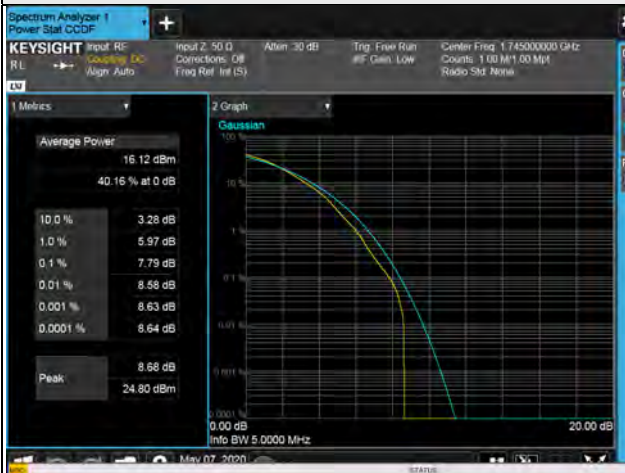 Spectrum Analyzer 1
Power Stat CCDF
+
KEYSIGHT Input: RF Input Z: 50 Ω Atten: 30 dB Trig: Free Run Center Freq: 1.745000000 GHz
RL Coupling: DC Corrections: Off #IF Gain: Low Counts: 1.00 M/1.00 Mpt
Align: Auto Freq Ref: Int (S) Radio Std: None
1 Metrics
2 Graph
Average Power
16.12 dBm
40.16 % at 0 dB
10.0 % 3.28 dB
1.0 % 5.97 dB
0.1 % 7.79 dB
0.01 % 8.58 dB
0.001 % 8.63 dB
0.0001 % 8.64 dB
Peak
8.68 dB
24.80 dBm
Gaussian
100 %
10 %
1 %
0.1 %
0.01 %
0.001 %
0.0001 %
0.00 dB 20.00 dB
Info BW 5.0000 MHz
May 07, 2020
STATUS